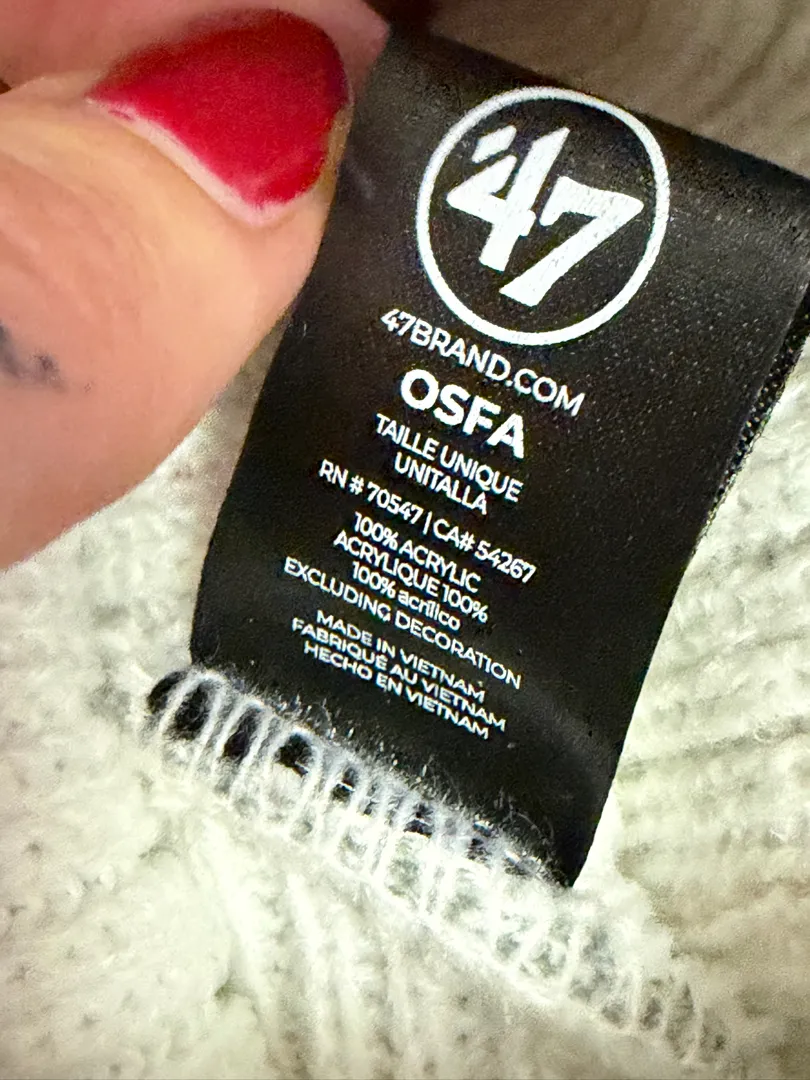 '47
47BRAND.COM
OSFA
TAILLE UNIQUE
UNITALLA
RN # 70547 | CA# 54267
100% ACRYLIC
ACRYLIQUE 100%
100% acrílico
EXCLUDING DECORATION
MADE IN VIETNAM
FABRIQUÉ AU VIETNAM
HECHO EN VIETNAM